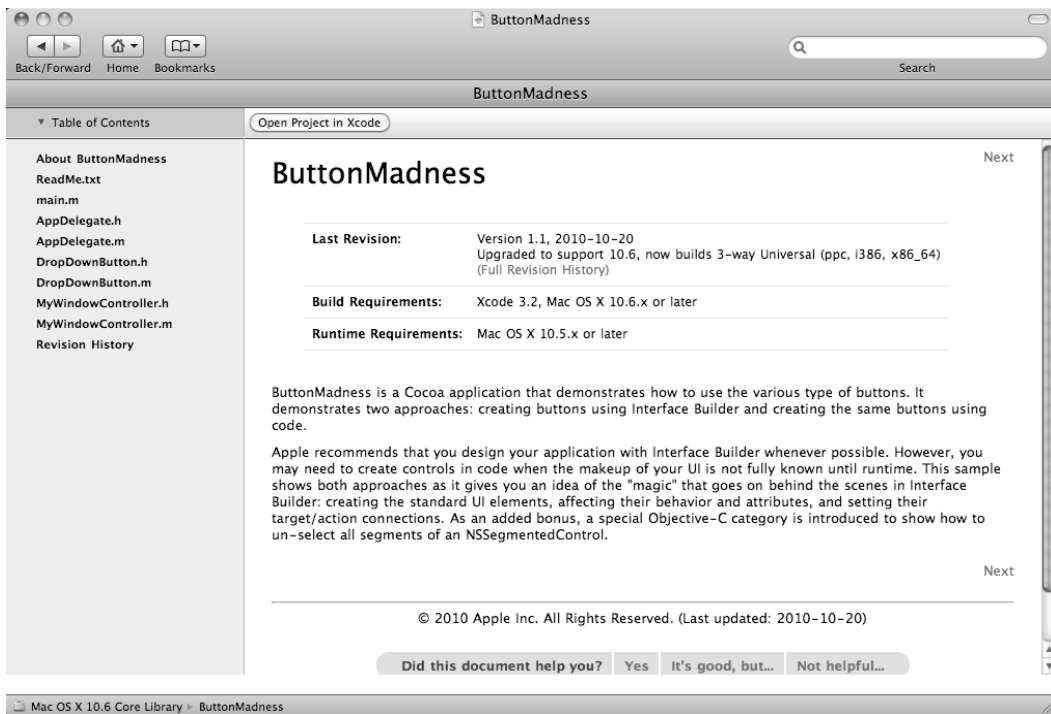 ButtonMadness
Back/Forward Home Bookmarks
Search
ButtonMadness
Table of Contents
Open Project in Xcode
About ButtonMadness
ReadMe.txt
main.m
AppDelegate.h
AppDelegate.m
DropDownButton.h
DropDownButton.m
MyWindowController.h
MyWindowController.m
Revision History
Next
ButtonMadness
Last Revision: Version 1.1, 2010-10-20
Upgraded to support 10.6, now builds 3-way Universal (ppc, i386, x86_64)
(Full Revision History)
Build Requirements: Xcode 3.2, Mac OS X 10.6.x or later
Runtime Requirements: Mac OS X 10.5.x or later
ButtonMadness is a Cocoa application that demonstrates how to use the various type of buttons. It
demonstrates two approaches: creating buttons using Interface Builder and creating the same buttons using
code.
Apple recommends that you design your application with Interface Builder whenever possible. However, you
may need to create controls in code when the makeup of your UI is not fully known until runtime. This sample
shows both approaches as it gives you an idea of the "magic" that goes on behind the scenes in Interface
Builder: creating the standard UI elements, affecting their behavior and attributes, and setting their
target/action connections. As an added bonus, a special Objective-C category is introduced to show how to
un-select all segments of an NSSegmentedControl.
Next
© 2010 Apple Inc. All Rights Reserved. (Last updated: 2010-10-20)
Did this document help you? Yes It's good, but... Not helpful...
Mac OS X 10.6 Core Library ButtonMadness